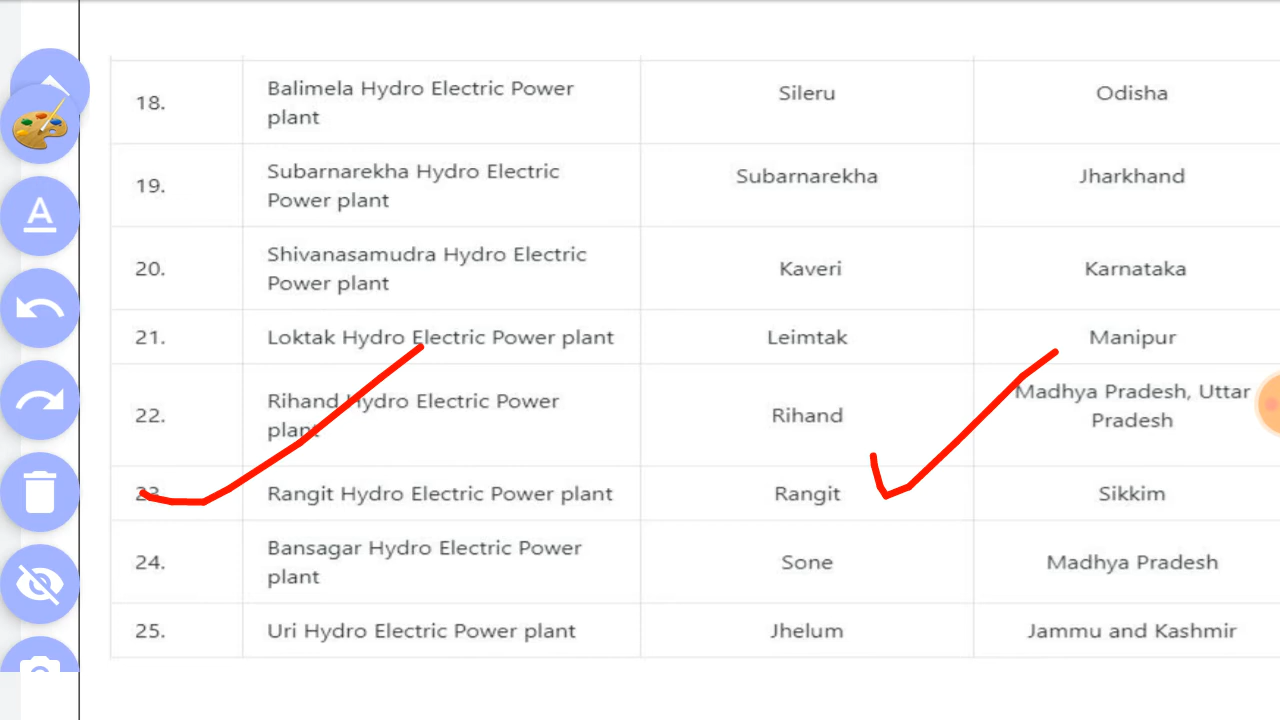 18.
Balimela Hydro Electric Power
plant
Sileru
Odisha
19.
Subarnarekha Hydro Electric
Power plant
Subarnarekha
Jharkhand
20.
Shivanasamudra Hydro Electric
Power plant
Kaveri
Karnataka
21.
Loktak Hydro Electric Power plant
Leimtak
Manipur
22.
Rihand Hydro Electric Power
plant
Rihand
Madhya Pradesh, Uttar
Pradesh
23.
Rangit Hydro Electric Power plant
Rangit
Sikkim
24.
Bansagar Hydro Electric Power
plant
Sone
Madhya Pradesh
25.
Uri Hydro Electric Power plant
Jhelum
Jammu and Kashmir
A